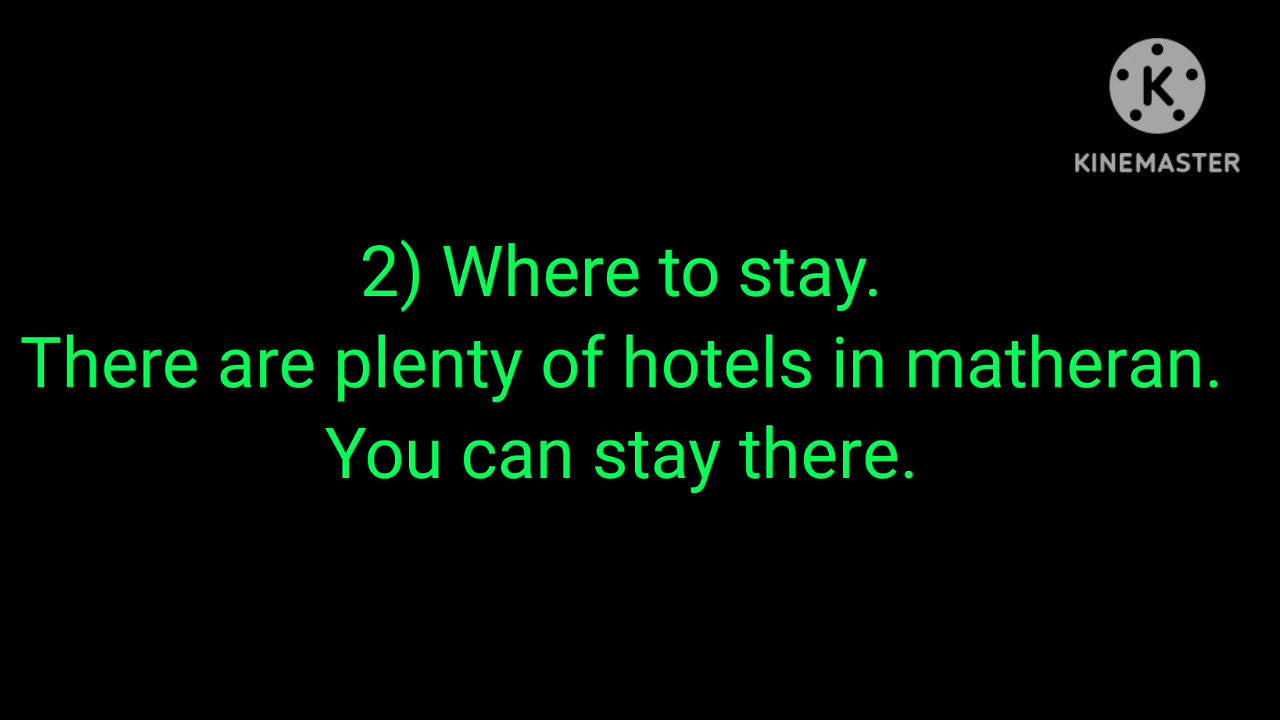 K
KINEMASTER
2) Where to stay.
There are plenty of hotels in matheran.
You can stay there.